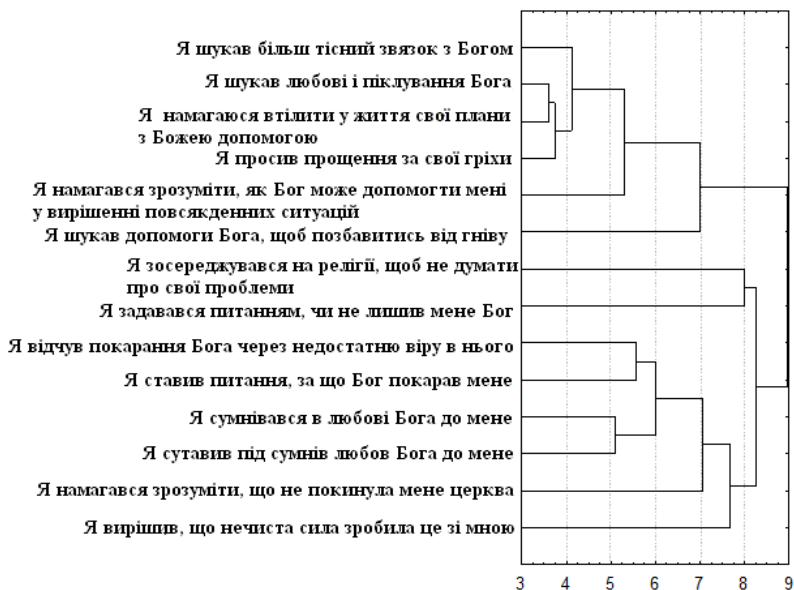 Я шукав більш тісний звязок з Богом
Я шукав любові і піклування Бога
Я намагаюся втілити у життя свої плани
з Божею допомогою
Я просив прощення за свої гріхи
Я намагався зрозуміти, як Бог може допомогти мені
у вирішенні повсякденних ситуацій
Я шукав допомоги Бога, щоб позбавитись від гніву
Я зосереджувався на релігії, щоб не думати
про свої проблеми
Я задавався питанням, чи не лишив мене Бог
Я відчув покарання Бога через недостатню віру в нього
Я ставив питання, за що Бог покарав мене
Я сумнівався в любові Бога до мене
Я сутавив під сумнів любов Бога до мене
Я намагався зрозуміти, що не покинула мене церква
Я вирішив, що нечиста сила зробила це зі мною
3 4 5 6 7 8 9